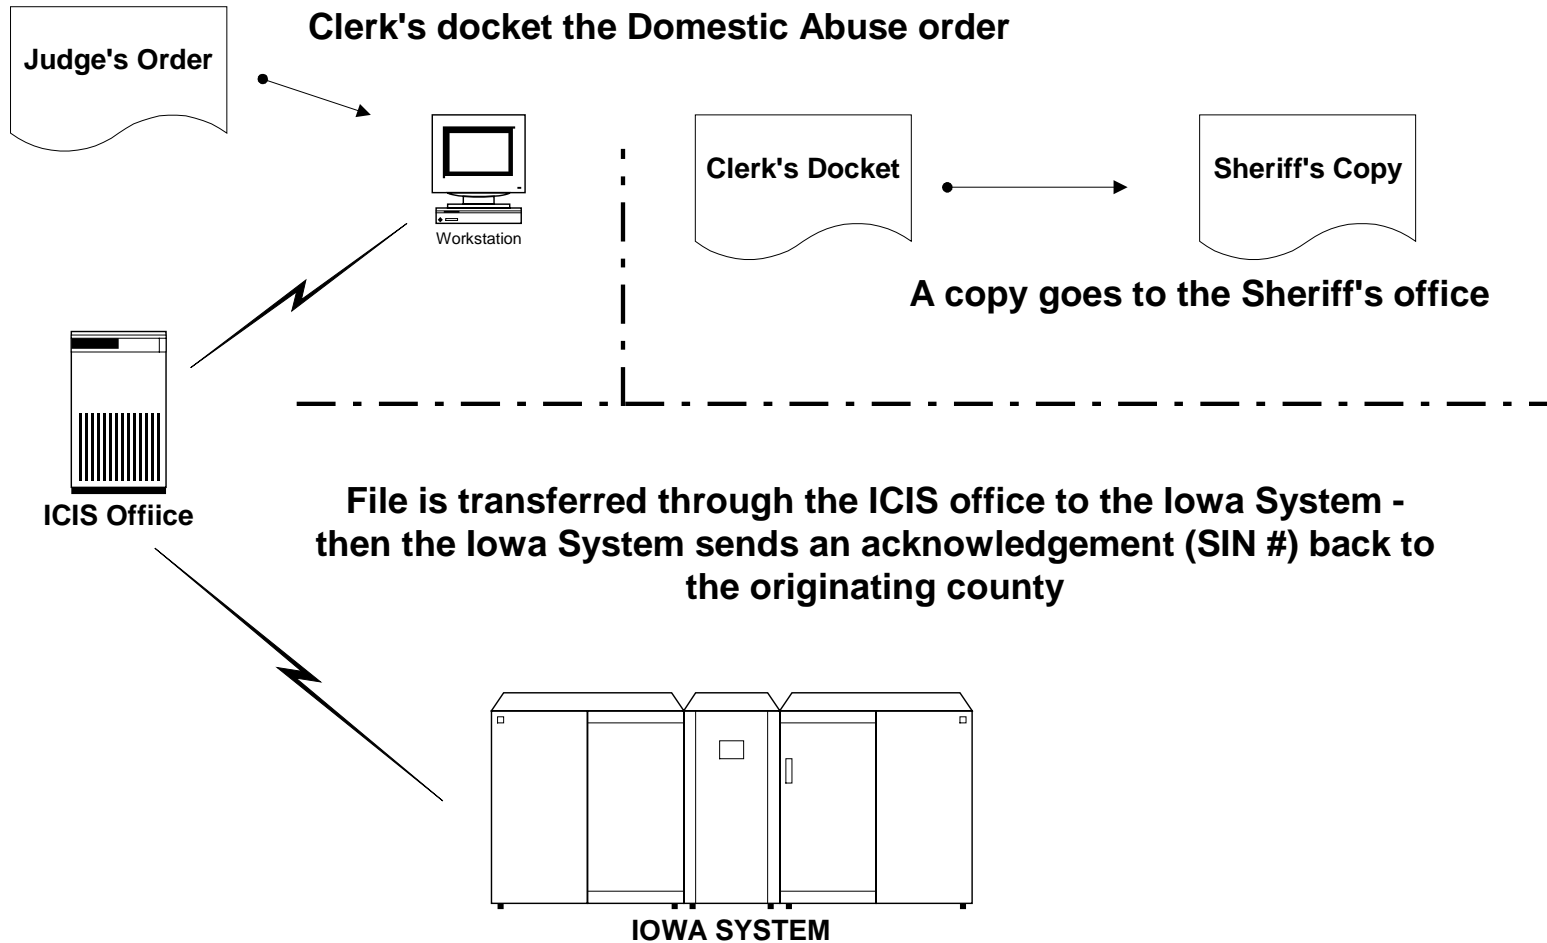 Clerk's docket the Domestic Abuse order
Judge's Order
Workstation
Clerk's Docket
Sheriff's Copy
A copy goes to the Sheriff's office
ICIS Offiice
File is transferred through the ICIS office to the Iowa System -
then the Iowa System sends an acknowledgement (SIN #) back to
the originating county
IOWA SYSTEM